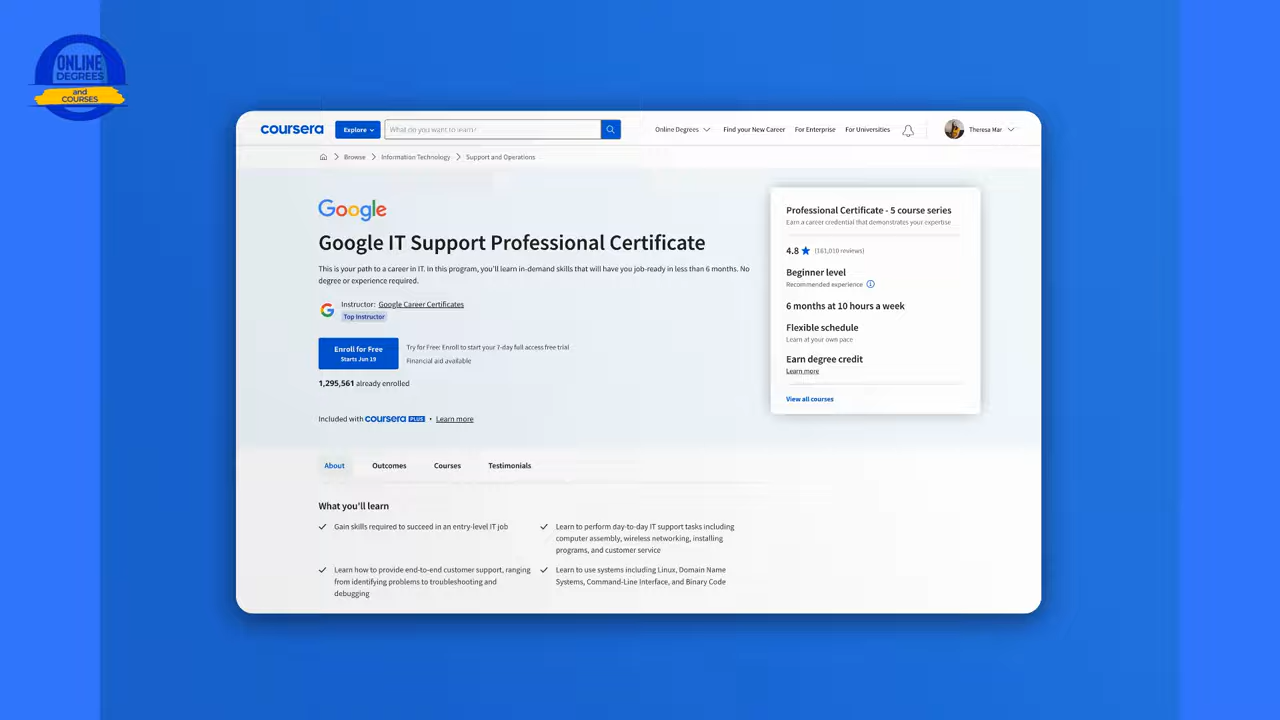 ONLINE
DEGREES
and
COURSES
coursera
Explore
What do you want to learn?
Online Degrees
Find your New Career
For Enterprise
For Universities
Theresa Mar
Browse
Information Technology
Support and Operations
Google
Google IT Support Professional Certificate
This is your path to a career in IT. In this program, you'll learn in-demand skills that will have you job-ready in less than 6 months. No
degree or experience required.
Instructor: Google Career Certificates
Top Instructor
Enroll for Free
Starts Jun 19
Try for Free: Enroll to start your 7-day full access free trial
Financial aid available
1,295,561 already enrolled
Included with coursera PLUS • Learn more
Professional Certificate - 5 course series
Earn a career credential that demonstrates your expertise
4.8 ★ (161,010 reviews)
Beginner level
Recommended experience
6 months at 10 hours a week
Flexible schedule
Learn at your own pace
Earn degree credit
Learn more
View all courses
About
Outcomes
Courses
Testimonials
What you'll learn
Gain skills required to succeed in an entry-level IT job
Learn to perform day-to-day IT support tasks including
computer assembly, wireless networking, installing
programs, and customer service
Learn how to provide end-to-end customer support, ranging
from identifying problems to troubleshooting and
debugging
Learn to use systems including Linux, Domain Name
Systems, Command-Line Interface, and Binary Code